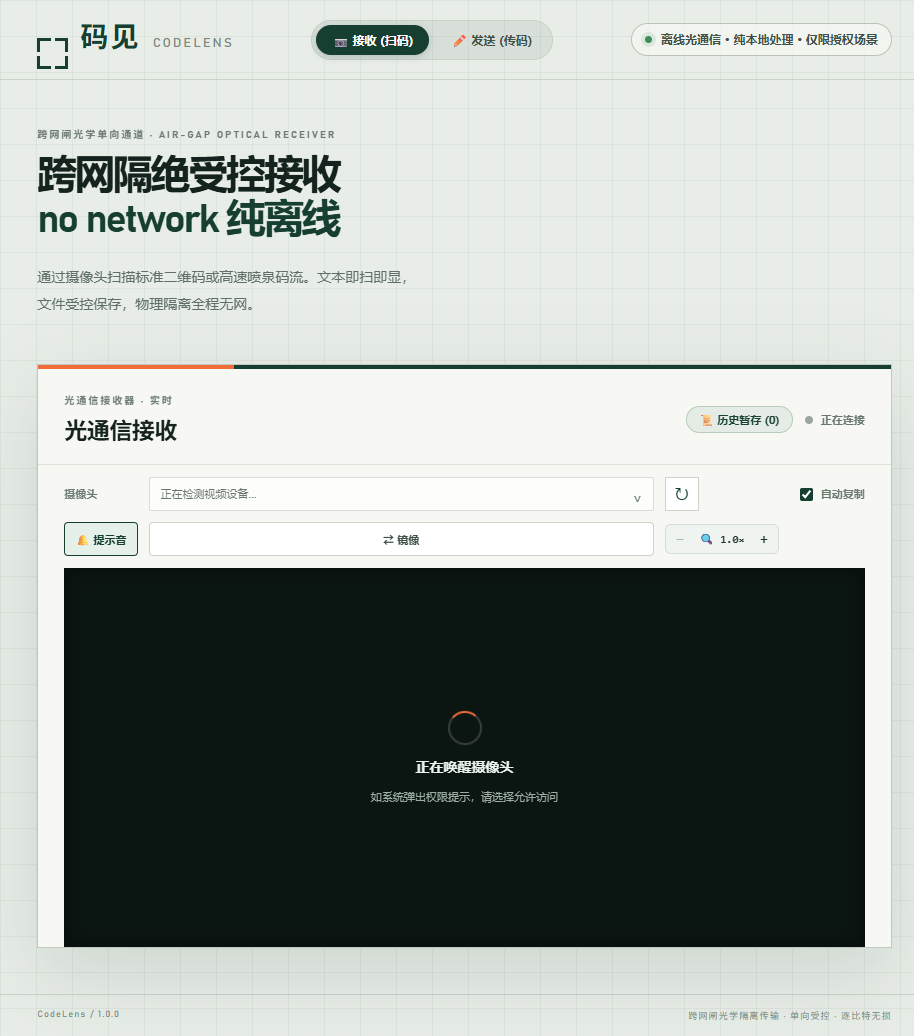 码见 CODELENS
接收 (扫码)
发送 (传码)
离线光通信 • 纯本地处理 • 仅限授权场景
跨网闸光学单向通道 · AIR-GAP OPTICAL RECEIVER
跨网隔绝受控接收
no network 纯离线
通过摄像头扫描标准二维码或高速喷泉码流。文本即扫即显，
文件受控保存，物理隔离全程无网。
光通信接收器 · 实时
光通信接收
历史暂存 (0)
正在连接
摄像头
正在检测视频设备...
自动复制
提示音
⇄ 镜像
− 1.0× +
正在唤醒摄像头
如系统弹出权限提示，请选择允许访问
CodeLens / 1.0.0
跨网闸光学隔离传输 · 单向受控 · 逐比特无损